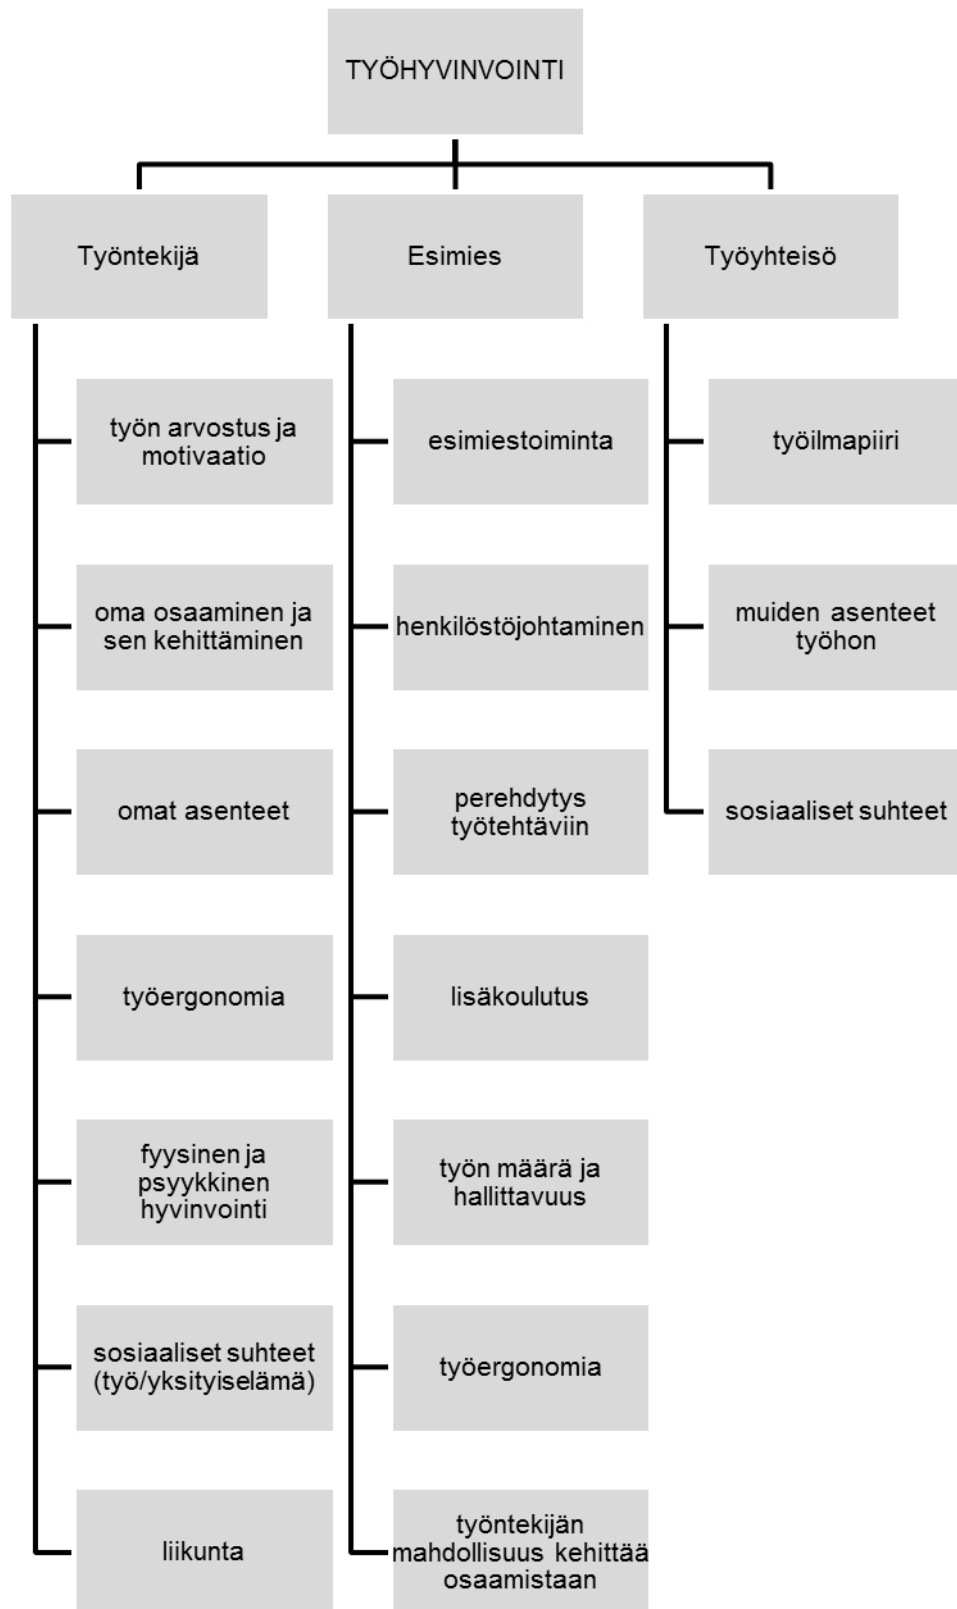 TYÖHYVINVOINTI
Työntekijä
työn arvostus ja
motivaatio
oma osaaminen ja
sen kehittäminen
omat asenteet
työergonomia
fyysinen ja
psyykkinen
hyvinvointi
sosiaaliset suhteet
(työ/yksityiselämä)
liikunta
Esimies
esimiestoiminta
henkilöstöjohtaminen
perehdytys
työtehtäviin
lisäkoulutus
työn määrä ja
hallittavuus
työergonomia
työntekijän
mahdollisuus kehittää
osaamistaan
Työyhteisö
työilmapiiri
muiden asenteet
työhon
sosiaaliset suhteet